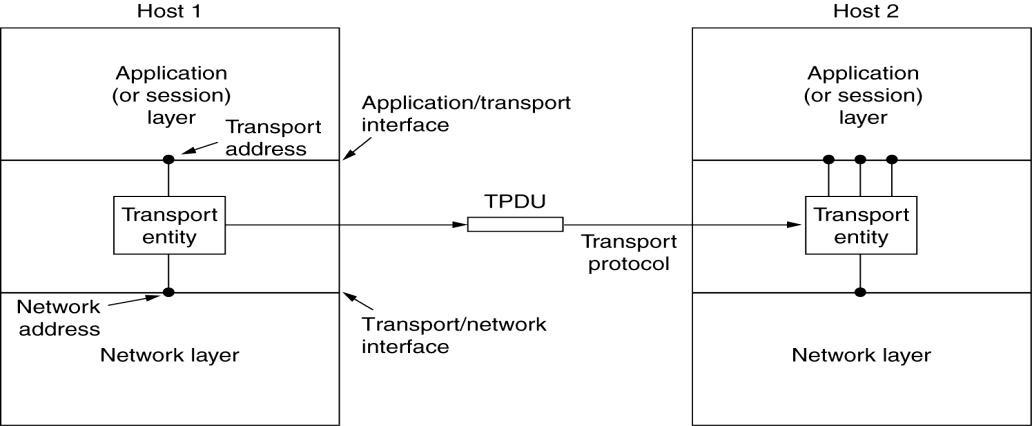 Host 1
Host 2
Application
(or session)
layer
Transport
address
Application/transport
interface
Application
(or session)
layer
Transport
entity
TPDU
Transport
protocol
Transport
entity
Network
address
Transport/network
interface
Network layer
Network layer